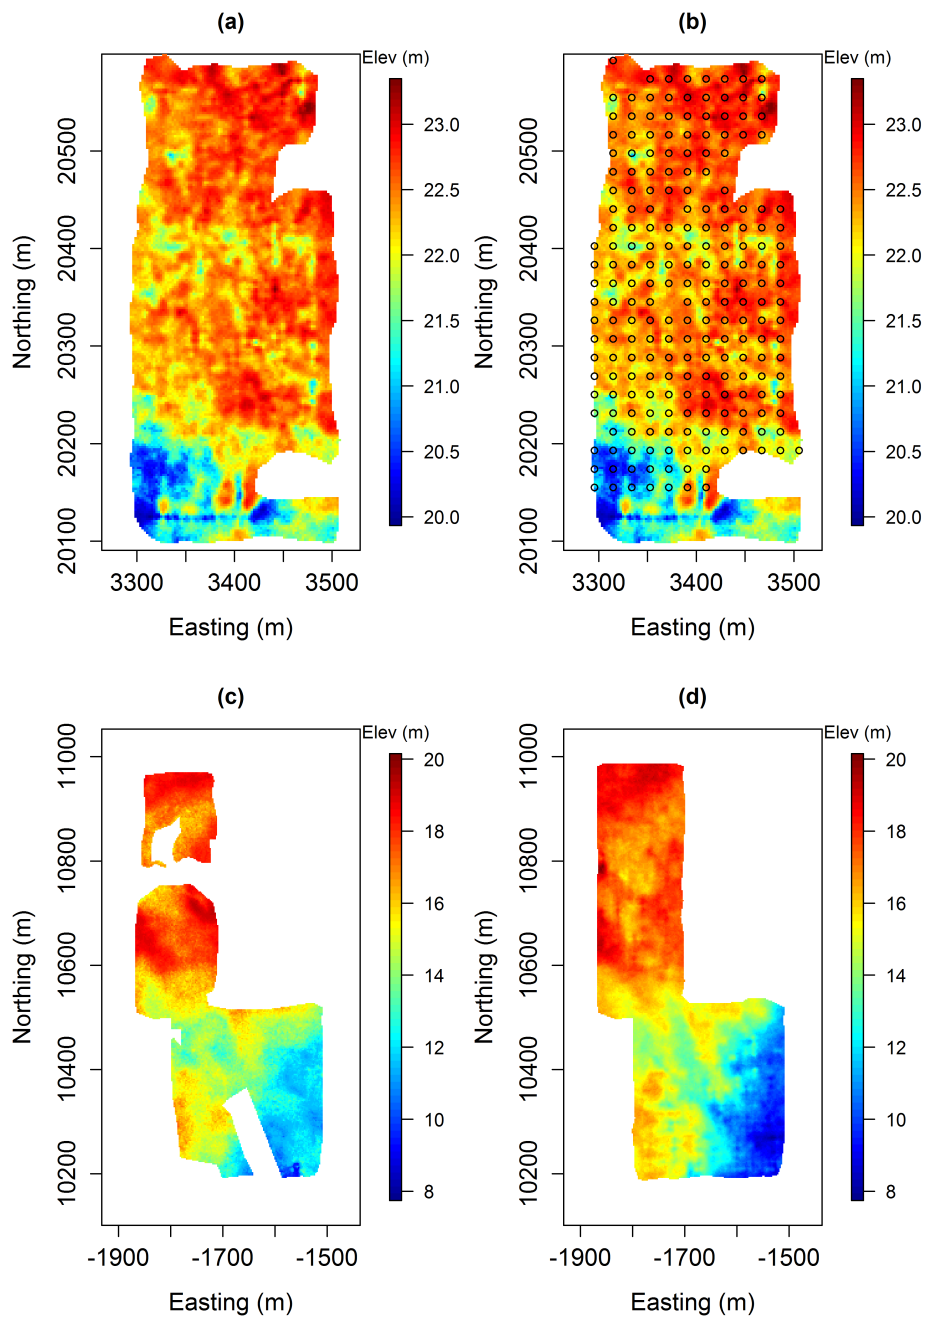 (a)
Elev (m)
23.0
22.5
22.0
21.5
21.0
20.5
20.0
20500
20400
20300
20200
20100
Northing (m)
3300 3400 3500
Easting (m)
(b)
Elev (m)
23.0
22.5
22.0
21.5
21.0
20.5
20.0
20500
20400
20300
20200
20100
Northing (m)
3300 3400 3500
Easting (m)
(c)
Elev (m)
20
18
16
14
12
10
8
11000
10800
10600
10400
10200
Northing (m)
-1900 -1700 -1500
Easting (m)
(d)
Elev (m)
20
18
16
14
12
10
8
11000
10800
10600
10400
10200
Northing (m)
-1900 -1700 -1500
Easting (m)